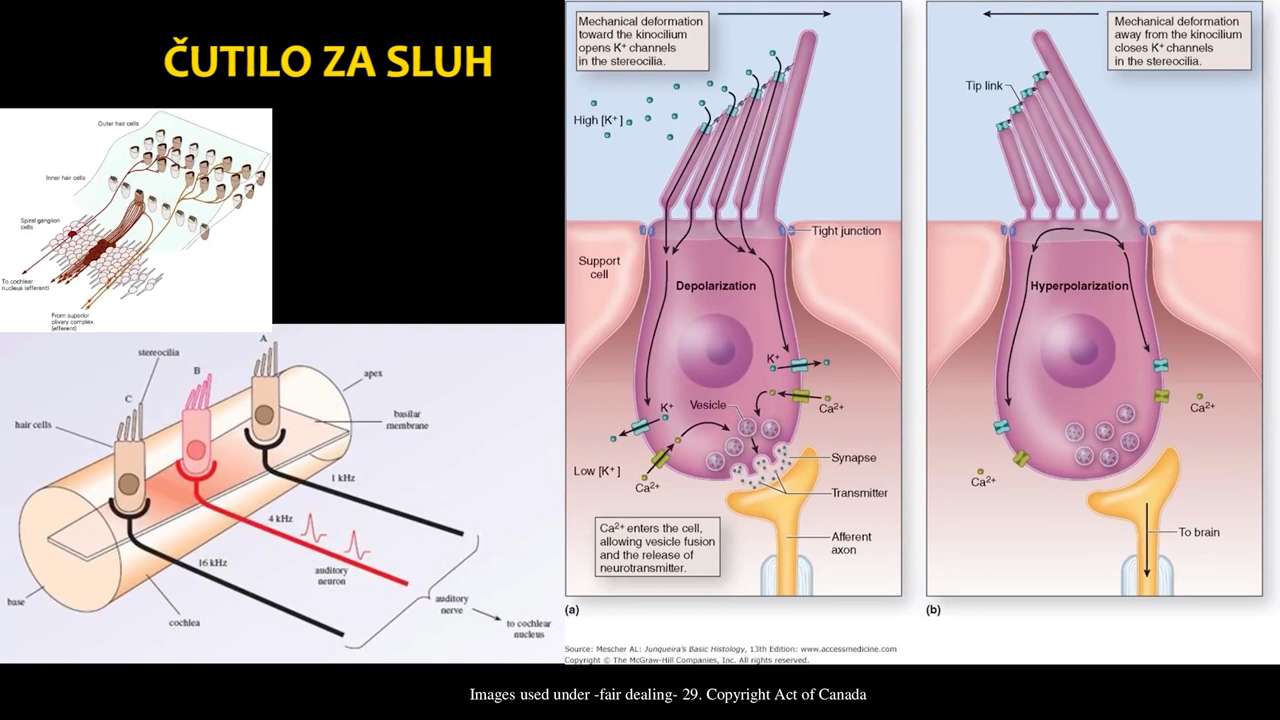 ČUTILO ZA SLUH
Outer hair cells
Inner hair cells
Spiral ganglion
cells
To cochlear
nucleus (afferent)
From superior
olivary complex
(efferent)
A
stereocilia
B
apex
C
hair cells
basilar
membrane
1 kHz
4 kHz
16 kHz
auditory
neuron
base
cochlea
auditory
nerve
to cochlear
nucleus
Mechanical deformation
toward the kinocilium
opens K+ channels
in the stereocilia.
High [K+]
Tight junction
Support
cell
Depolarization
K+
Vesicle
Ca2+
K+
Low [K+]
Ca2+
Synapse
Transmitter
Ca2+ enters the cell,
allowing vesicle fusion
and the release of
neurotransmitter.
Afferent
axon
(a)
Mechanical deformation
away from the kinocilium
closes K+ channels
in the stereocilia.
Tip link
Hyperpolarization
Ca2+
Ca2+
To brain
(b)
Source: Mescher AL: Junqueira's Basic Histology, 13th Edition: www.accessmedicine.com
Copyright © The McGraw-Hill Companies, Inc. All rights reserved.
Images used under -fair dealing- 29. Copyright Act of Canada